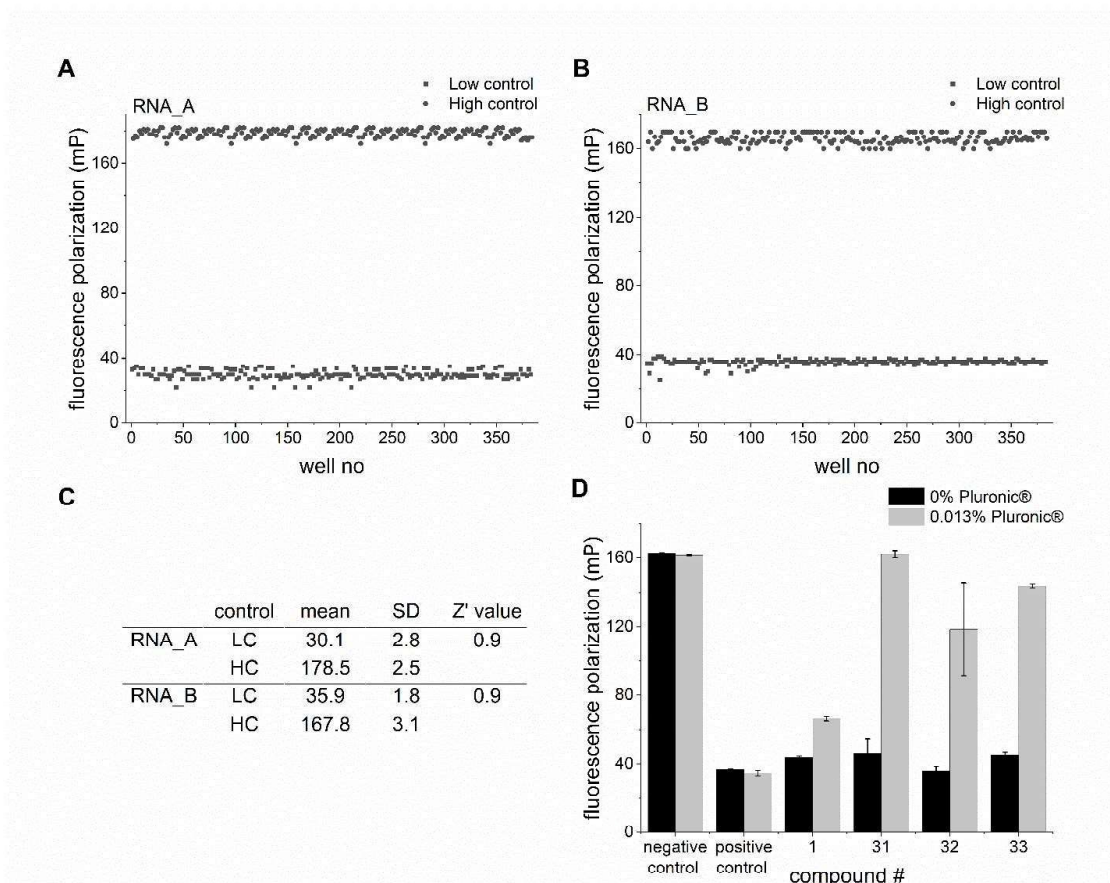 A
Low control
High control
RNA_A
fluorescence polarization (mP)
160
120
80
40
0
0 50 100 150 200 250 300 350
well no
B
Low control
High control
RNA_B
fluorescence polarization (mP)
160
120
80
40
0
0 50 100 150 200 250 300 350
well no
C
control mean SD Z' value
RNA_A LC 30.1 2.8 0.9
HC 178.5 2.5
RNA_B LC 35.9 1.8 0.9
HC 167.8 3.1
D
0% Pluronic®
0.013% Pluronic®
fluorescence polarization (mP)
160
120
80
40
0
negative control
positive control
1 31 32 33
compound #